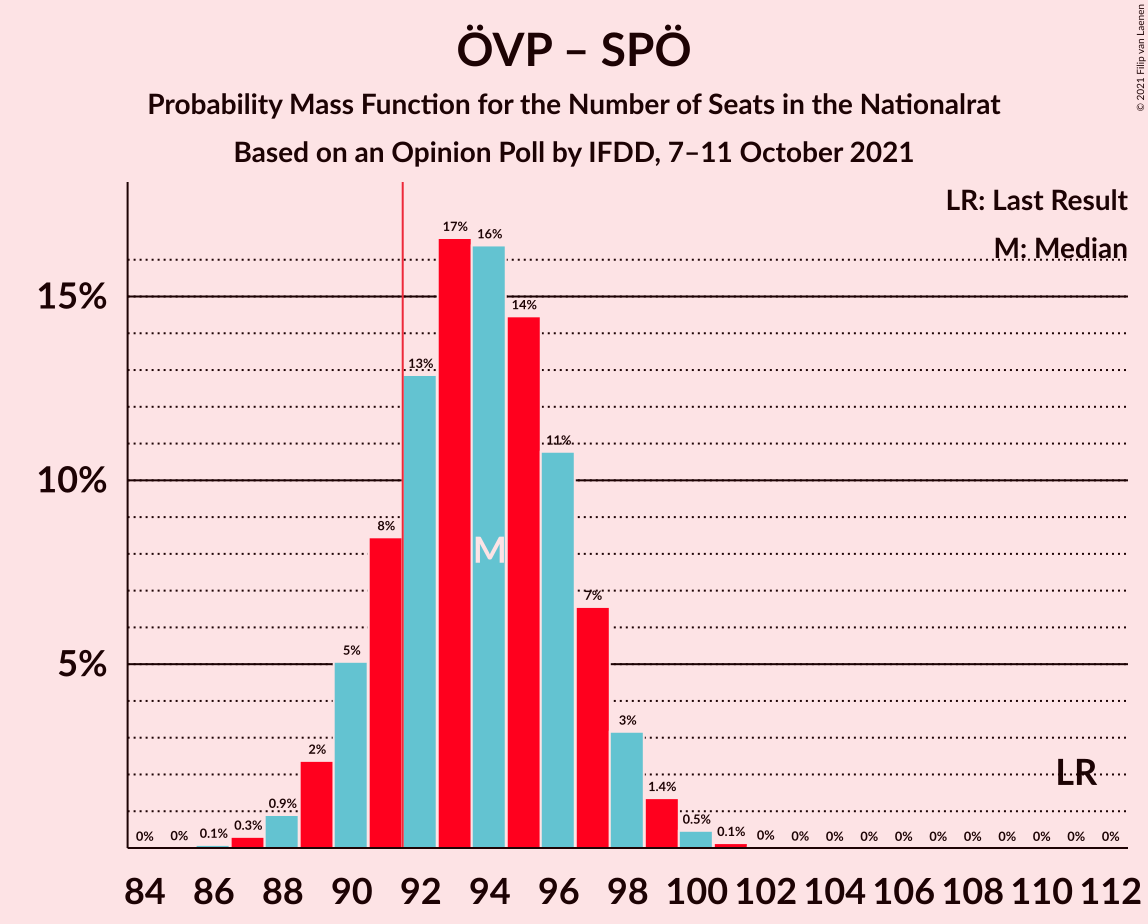 ÖVP – SPÖ
Probability Mass Function for the Number of Seats in the Nationalrat
Based on an Opinion Poll by IFDD, 7–11 October 2021
© 2021 Filip van Laenen
LR: Last Result
M: Median
15%
10%
5%
0% 0% 0.1% 0.3% 0.9% 2% 5% 8% 13% 17% 16% 14% 11% 7% 3% 1.4% 0.5% 0.1% 0% 0% 0% 0% 0% 0% 0% 0% 0% 0% 0%
M
LR
84 86 88 90 92 94 96 98 100 102 104 106 108 110 112